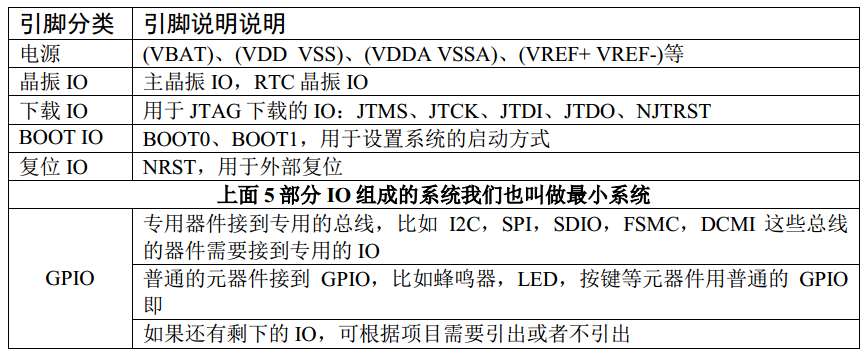 引脚分类 引脚说明说明
电源 (VBAT)、(VDD VSS)、(VDDA VSSA)、(VREF+ VREF-)等
晶振 IO 主晶振 IO，RTC 晶振 IO
下载 IO 用于 JTAG 下载的 IO：JTMS、JTCK、JTDI、JTDO、NJTRST
BOOT IO BOOT0、BOOT1，用于设置系统的启动方式
复位 IO NRST，用于外部复位
上面 5 部分 IO 组成的系统我们也叫做最小系统
GPIO
专用器件接到专用的总线，比如 I2C，SPI，SDIO，FSMC，DCMI 这些总线
的器件需要接到专用的 IO
普通的元器件接到 GPIO，比如蜂鸣器，LED，按键等元器件用普通的 GPIO
即
如果还有剩下的 IO，可根据项目需要引出或者不引出